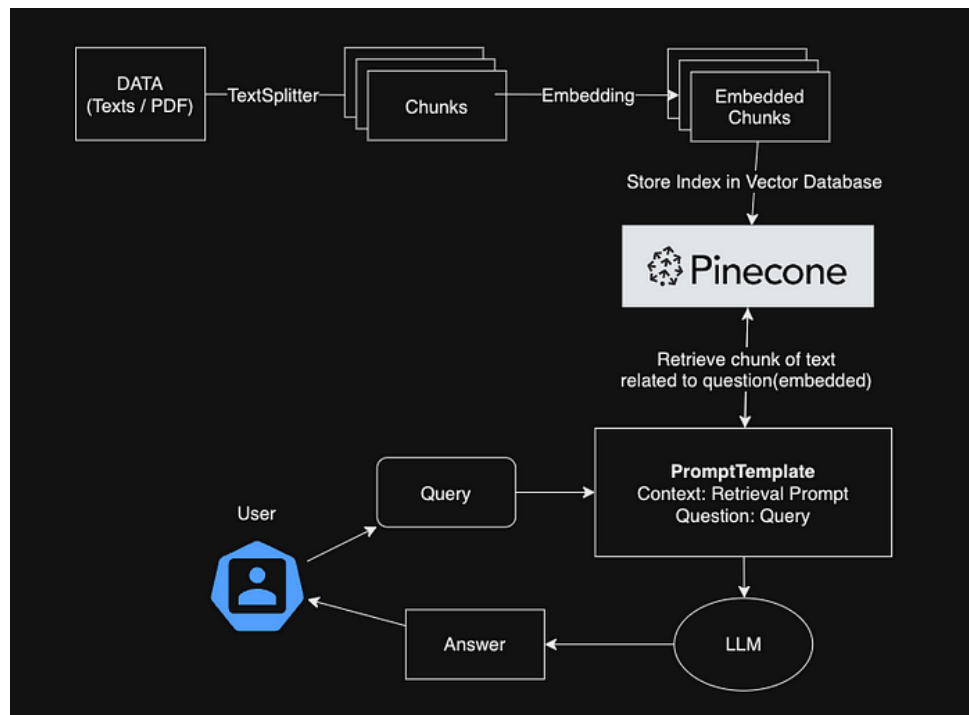 DATA
(Texts / PDF)
TextSplitter
Chunks
Embedding
Embedded
Chunks
Store Index in Vector Database
Pinecone
Retrieve chunk of text
related to question(embedded)
PromptTemplate
Context: Retrieval Prompt
Question: Query
Query
User
Answer
LLM